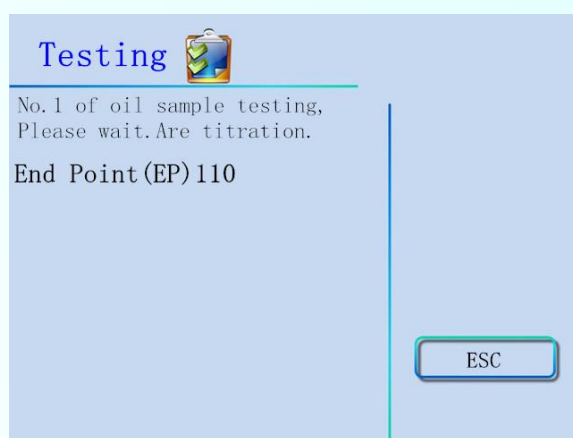 Testing
No.1 of oil sample testing,
Please wait.Are titration.
End Point(EP)110
ESC